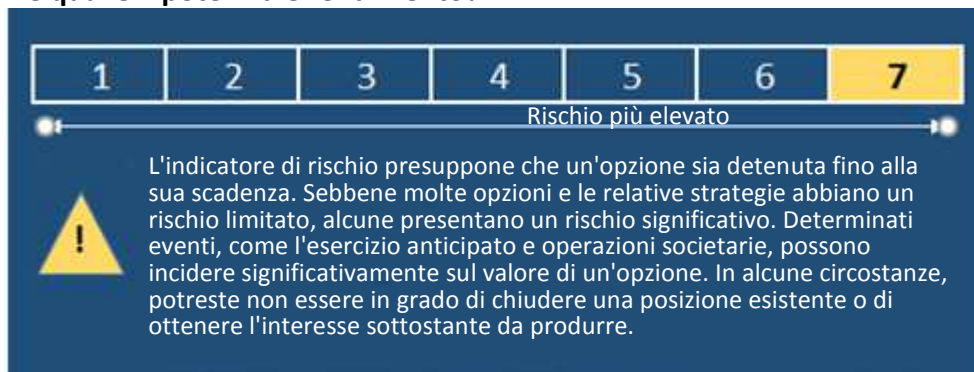 1 2 3 4 5 6 7
Rischio più elevato
L'indicatore di rischio presuppone che un'opzione sia detenuta fino alla
sua scadenza. Sebbene molte opzioni e le relative strategie abbiano un
rischio limitato, alcune presentano un rischio significativo. Determinati
eventi, come l'esercizio anticipato e operazioni societarie, possono
incidere significativamente sul valore di un'opzione. In alcune circostanze,
potreste non essere in grado di chiudere una posizione esistente o di
ottenere l'interesse sottostante da produrre.
!